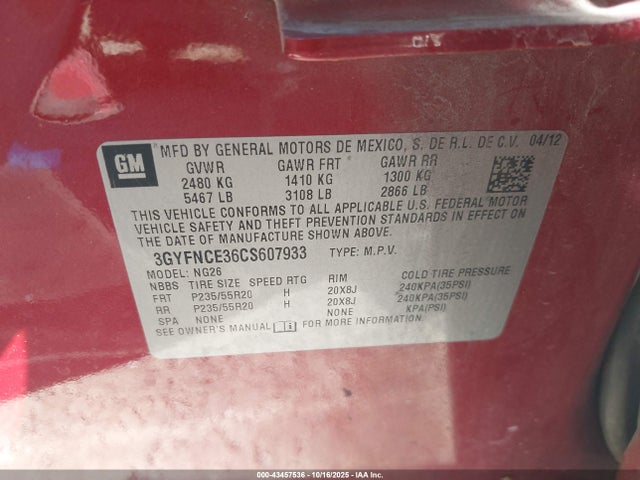 GM
MFD BY GENERAL MOTORS DE MEXICO, S. DE R.L. DE C.V. 04/12
GVWR GAWR FRT GAWR RR
2480 KG 1410 KG 1300 KG
5467 LB 3108 LB 2866 LB
THIS VEHICLE CONFORMS TO ALL APPLICABLE U.S. FEDERAL MOTOR
VEHICLE SAFETY AND THEFT PREVENTION STANDARDS IN EFFECT ON
THE DATE OF MANUFACTURE SHOWN ABOVE.
3GYFNCE36CS607933 TYPE: M.P.V.
MODEL: NG26
NBBS TIRE SIZE SPEED RTG RIM COLD TIRE PRESSURE
FRT P235/55R20 H 20X8J 240KPA(35PSI)
RR P235/55R20 H 20X8J 240KPA(35PSI)
SPA NONE NONE KPA(PSI)
SEE OWNER'S MANUAL FOR MORE INFORMATION.
000-43457536 - 10/16/2025 - IAAI.com